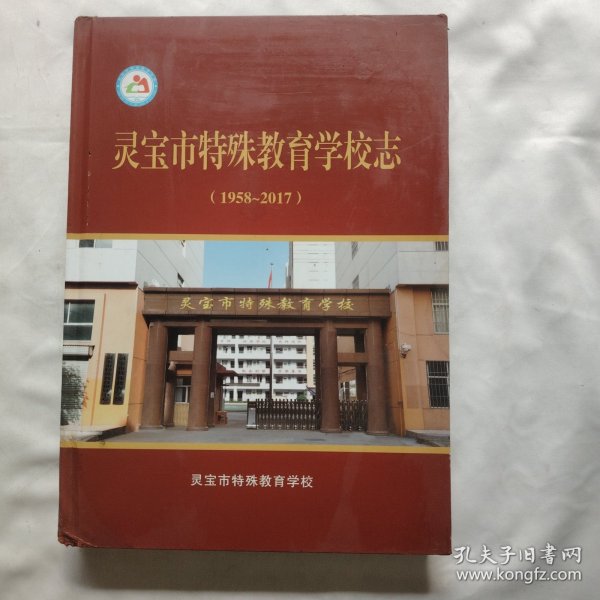 灵宝市特殊教育学校志
（1958~2017）
灵宝市特殊教育学校
灵宝市特殊教育学校
孔夫子旧书网
www.kongfz.com